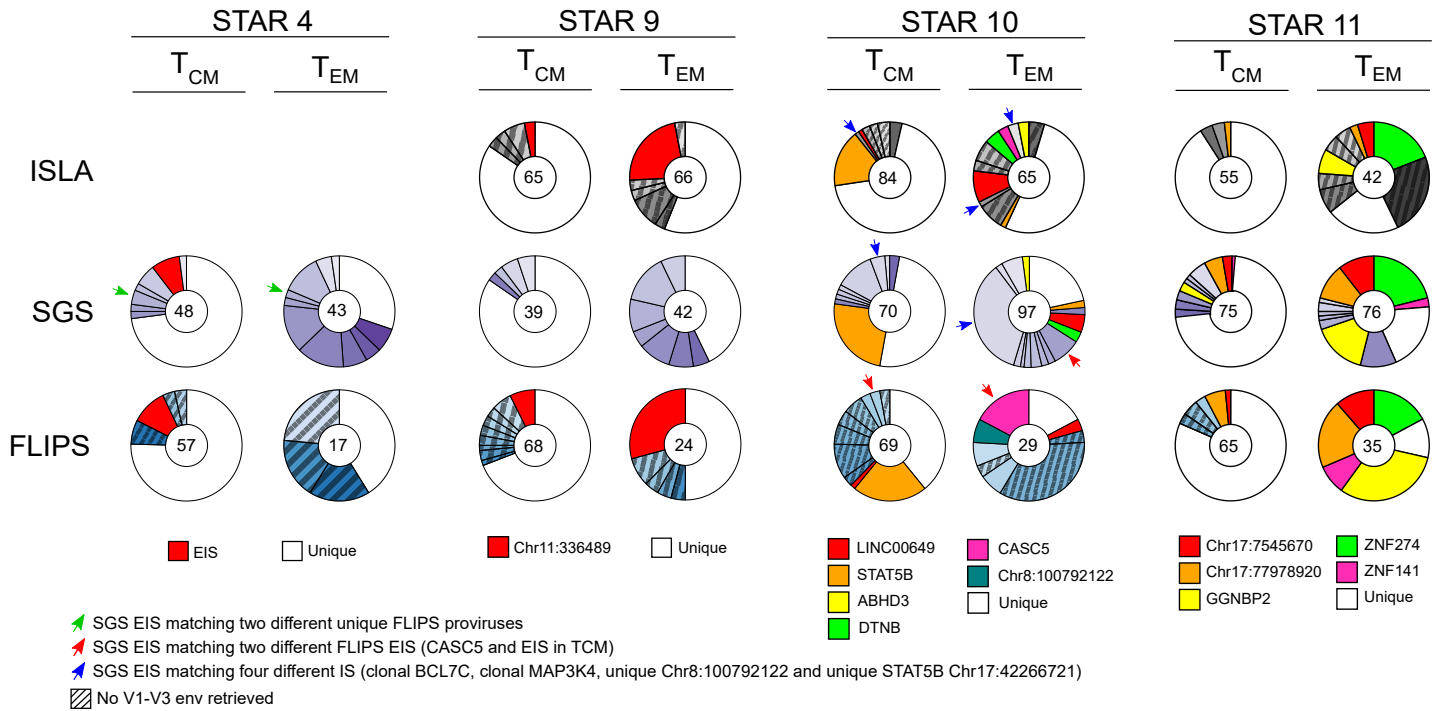 STAR 4 STAR 9 STAR 10 STAR 11
TCM TEM TCM TEM TCM TEM TCM TEM
ISLA 65 66 84 65 55 42
SGS 48 43 39 42 70 97 75 76
FLIPS 57 17 68 24 69 29 65 35
EIS Unique
Chr11:336489 Unique
LINC00649 CASC5
STAT5B Chr8:100792122
ABHD3 Unique
DTNB
Chr17:7545670 ZNF274
Chr17:77978920 ZNF141
GGNBP2 Unique
SGS EIS matching two different unique FLIPS proviruses
SGS EIS matching two different FLIPS EIS (CASC5 and EIS in TCM)
SGS EIS matching four different IS (clonal BCL7C, clonal MAP3K4, unique Chr8:100792122 and unique STAT5B Chr17:42266721)
No V1-V3 env retrieved